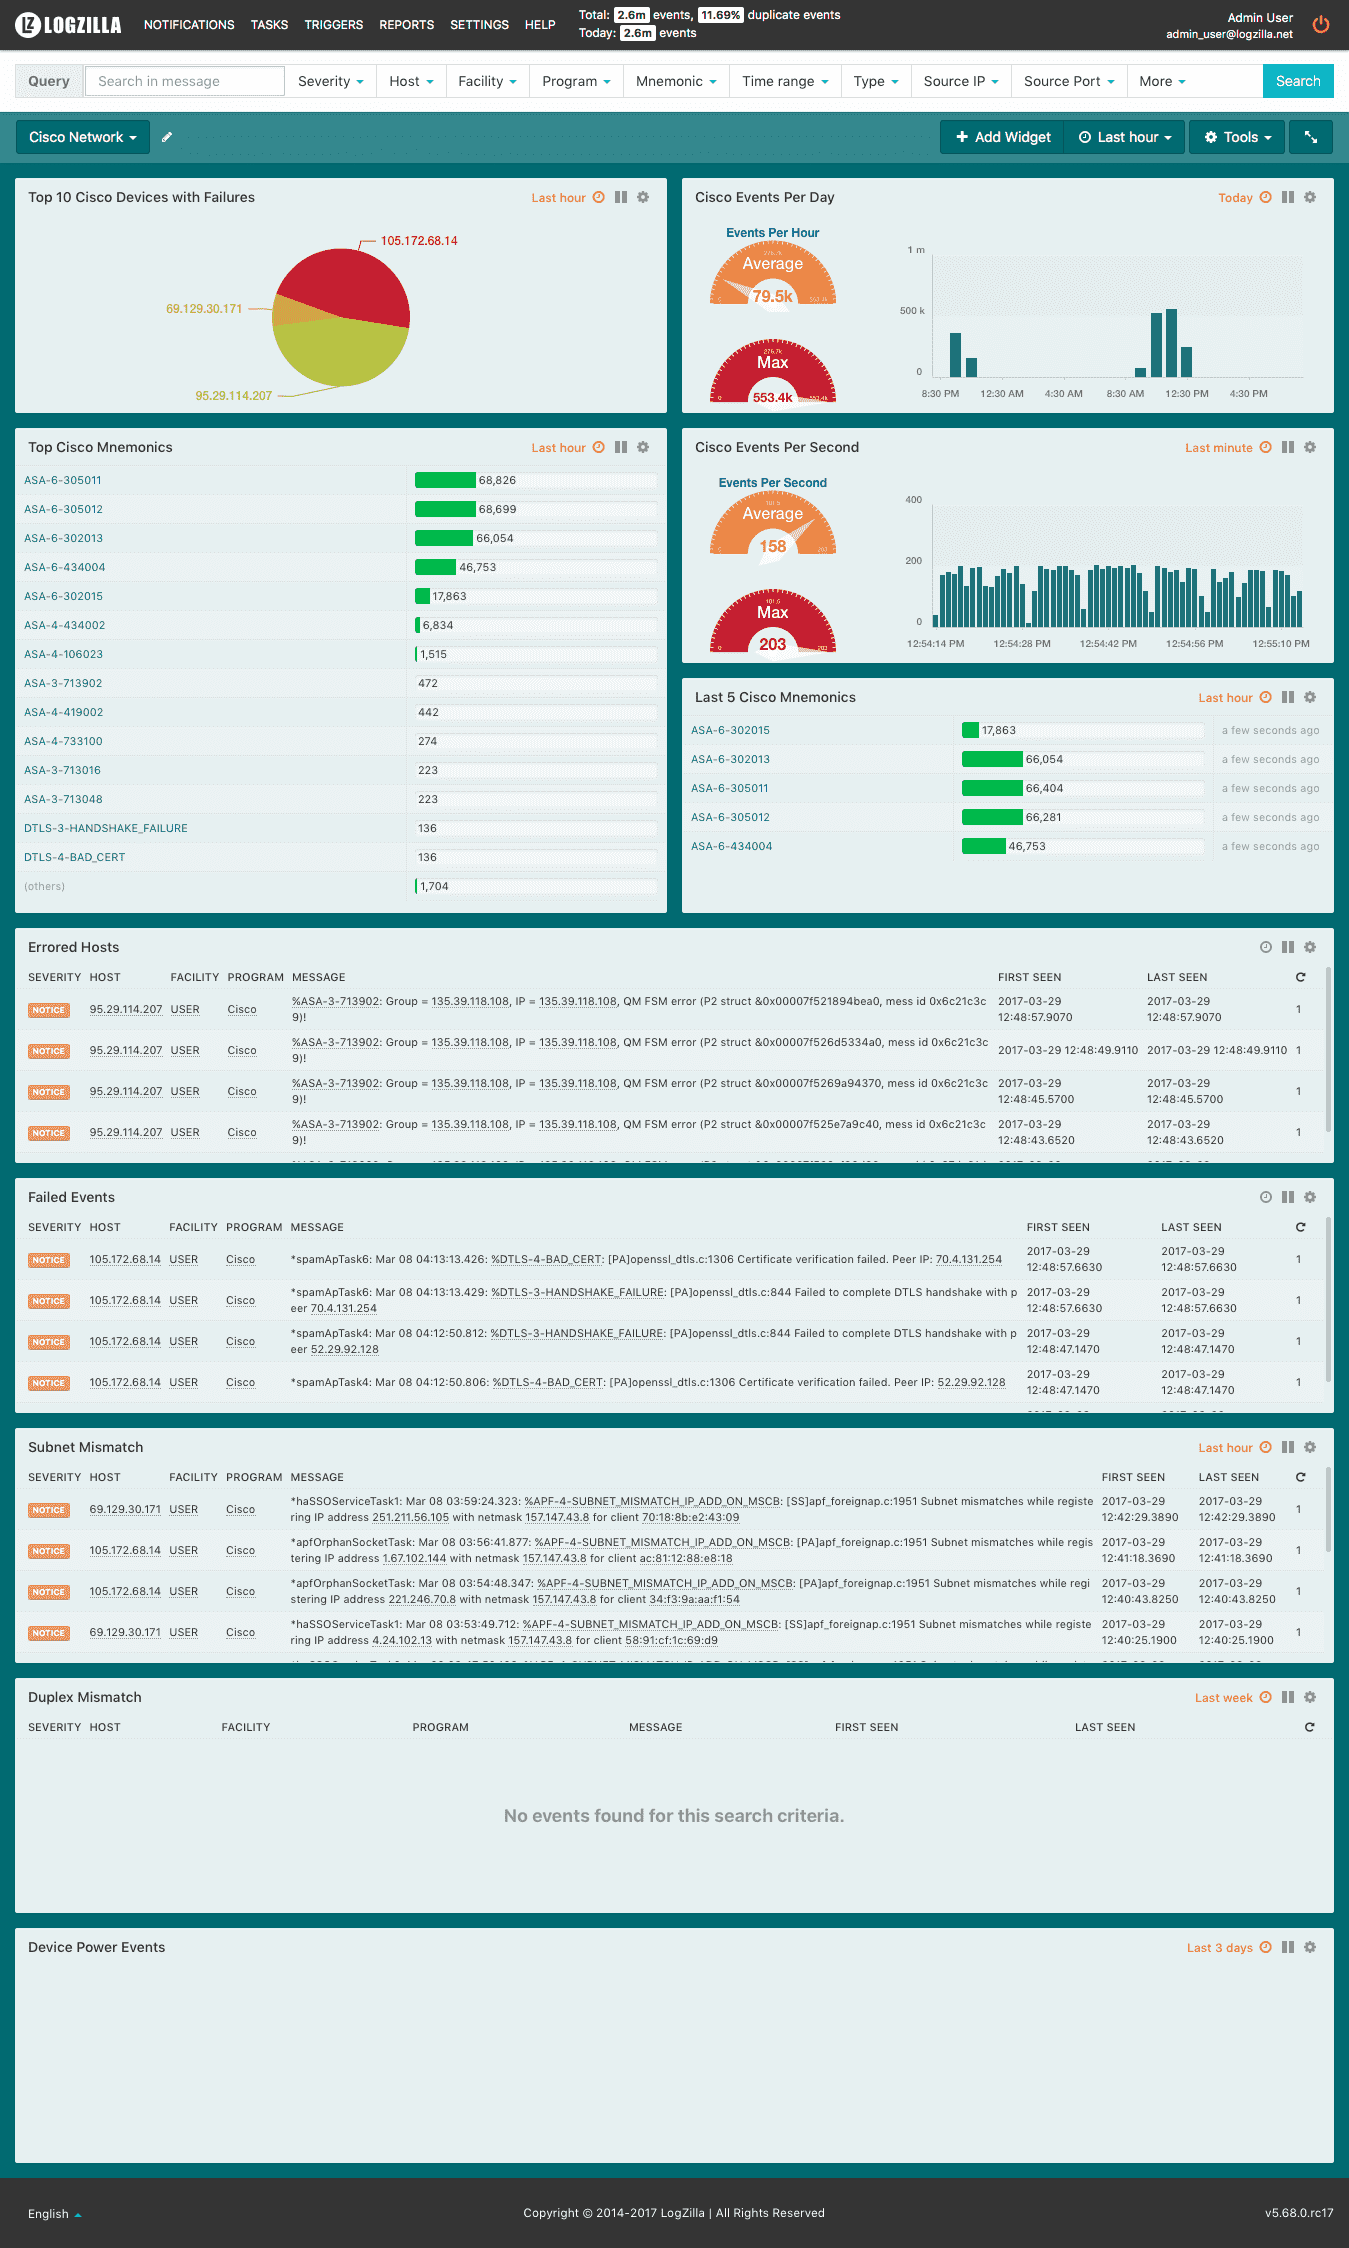 LOGZILLA
NOTIFICATIONS TASKS TRIGGERS REPORTS SETTINGS HELP
Total: 2.6m events, 11.69% duplicate events
Today: 2.6m events
Admin User
admin_user@logzilla.net
Query Search in message Severity Host Facility Program Mnemonic Time range Type Source IP Source Port More Search
Cisco Network
Add Widget Last hour Tools
Top 10 Cisco Devices with Failures Last hour
105.172.68.14
69.129.30.171
95.29.114.207
Cisco Events Per Day Today
Events Per Hour
Average
79.5k
Max
553.4k
1 m
500 k
0
8:30 PM 12:30 AM 4:30 AM 8:30 AM 12:30 PM 4:30 PM
Top Cisco Mnemonics Last hour
ASA-6-305011 68,826
ASA-6-305012 68,699
ASA-6-302013 66,054
ASA-6-434004 46,753
ASA-6-302015 17,863
ASA-4-434002 6,834
ASA-4-106023 1,515
ASA-3-713902 472
ASA-4-419002 442
ASA-4-733100 274
ASA-3-713016 223
ASA-3-713048 223
DTLS-3-HANDSHAKE_FAILURE 136
DTLS-4-BAD_CERT 136
(others) 1,704
Cisco Events Per Second Last minute
Events Per Second
Average
158
Max
203
400
200
0
12:54:14 PM 12:54:28 PM 12:54:42 PM 12:54:56 PM 12:55:10 PM
Last 5 Cisco Mnemonics Last hour
ASA-6-302015 17,863 a few seconds ago
ASA-6-302013 66,054 a few seconds ago
ASA-6-305011 66,404 a few seconds ago
ASA-6-305012 66,281 a few seconds ago
ASA-6-434004 46,753 a few seconds ago
Errored Hosts
SEVERITY HOST FACILITY PROGRAM MESSAGE FIRST SEEN LAST SEEN
NOTICE 95.29.114.207 USER Cisco %ASA-3-713902: Group = 135.39.118.108, IP = 135.39.118.108, QM FSM error (P2 struct &0x00007f521894bea0, mess id 0x6c21c3c 2017-03-29 2017-03-29 1
9)! 12:48:57.9070 12:48:57.9070
NOTICE 95.29.114.207 USER Cisco %ASA-3-713902: Group = 135.39.118.108, IP = 135.39.118.108, QM FSM error (P2 struct &0x00007f526d5334a0, mess id 0x6c21c3c 2017-03-29 12:48:49.9110 2017-03-29 12:48:49.9110 1
9)!
NOTICE 95.29.114.207 USER Cisco %ASA-3-713902: Group = 135.39.118.108, IP = 135.39.118.108, QM FSM error (P2 struct &0x00007f5269a94370, mess id 0x6c21c3c 2017-03-29 2017-03-29 1
9)! 12:48:45.5700 12:48:45.5700
NOTICE 95.29.114.207 USER Cisco %ASA-3-713902: Group = 135.39.118.108, IP = 135.39.118.108, QM FSM error (P2 struct &0x00007f525e7a9c40, mess id 0x6c21c3c 2017-03-29 2017-03-29 1
9)! 12:48:43.6520 12:48:43.6520
Failed Events
SEVERITY HOST FACILITY PROGRAM MESSAGE FIRST SEEN LAST SEEN
NOTICE 105.172.68.14 USER Cisco *spamApTask6: Mar 08 04:13:13.426: %DTLS-4-BAD_CERT: [PA]openssl_dtls.c:1306 Certificate verification failed. Peer IP: 70.4.131.254 2017-03-29 2017-03-29 1
12:48:57.6630 12:48:57.6630
NOTICE 105.172.68.14 USER Cisco *spamApTask6: Mar 08 04:13:13.429: %DTLS-3-HANDSHAKE_FAILURE: [PA]openssl_dtls.c:844 Failed to complete DTLS handshake with p 2017-03-29 2017-03-29 1
eer 70.4.131.254 12:48:57.6630 12:48:57.6630
NOTICE 105.172.68.14 USER Cisco *spamApTask4: Mar 08 04:12:50.812: %DTLS-3-HANDSHAKE_FAILURE: [PA]openssl_dtls.c:844 Failed to complete DTLS handshake with p 2017-03-29 2017-03-29 1
eer 52.29.92.128 12:48:47.1470 12:48:47.1470
NOTICE 105.172.68.14 USER Cisco *spamApTask4: Mar 08 04:12:50.806: %DTLS-4-BAD_CERT: [PA]openssl_dtls.c:1306 Certificate verification failed. Peer IP: 52.29.92.128 2017-03-29 2017-03-29 1
12:48:47.1470 12:48:47.1470
Subnet Mismatch Last hour
SEVERITY HOST FACILITY PROGRAM MESSAGE FIRST SEEN LAST SEEN
NOTICE 69.129.30.171 USER Cisco *haSSOServiceTask1: Mar 08 03:59:24.323: %APF-4-SUBNET_MISMATCH_IP_ADD_ON_MSCB: [SS]apf_foreignap.c:1951 Subnet mismatches while registe 2017-03-29 2017-03-29 1
ring IP address 251.211.56.105 with netmask 157.147.43.8 for client 70:18:8b:e2:43:09 12:42:29.3890 12:42:29.3890
NOTICE 105.172.68.14 USER Cisco *apfOrphanSocketTask: Mar 08 03:56:41.877: %APF-4-SUBNET_MISMATCH_IP_ADD_ON_MSCB: [PA]apf_foreignap.c:1951 Subnet mismatches while regis 2017-03-29 2017-03-29 1
tering IP address 1.67.102.144 with netmask 157.147.43.8 for client ac:81:12:88:e8:18 12:41:18.3690 12:41:18.3690
NOTICE 105.172.68.14 USER Cisco *apfOrphanSocketTask: Mar 08 03:54:48.347: %APF-4-SUBNET_MISMATCH_IP_ADD_ON_MSCB: [PA]apf_foreignap.c:1951 Subnet mismatches while regi 2017-03-29 2017-03-29 1
stering IP address 221.246.70.8 with netmask 157.147.43.8 for client 34:f3:9a:aa:f1:54 12:40:43.8250 12:40:43.8250
NOTICE 69.129.30.171 USER Cisco *haSSOServiceTask1: Mar 08 03:53:49.712: %APF-4-SUBNET_MISMATCH_IP_ADD_ON_MSCB: [SS]apf_foreignap.c:1951 Subnet mismatches while registe 2017-03-29 2017-03-29 1
ring IP address 4.24.102.13 with netmask 157.147.43.8 for client 58:91:cf:1c:69:d9 12:40:25.1900 12:40:25.1900
Duplex Mismatch Last week
SEVERITY HOST FACILITY PROGRAM MESSAGE FIRST SEEN LAST SEEN
No events found for this search criteria.
Device Power Events Last 3 days
English Copyright © 2014-2017 LogZilla | All Rights Reserved v5.68.0.rc17